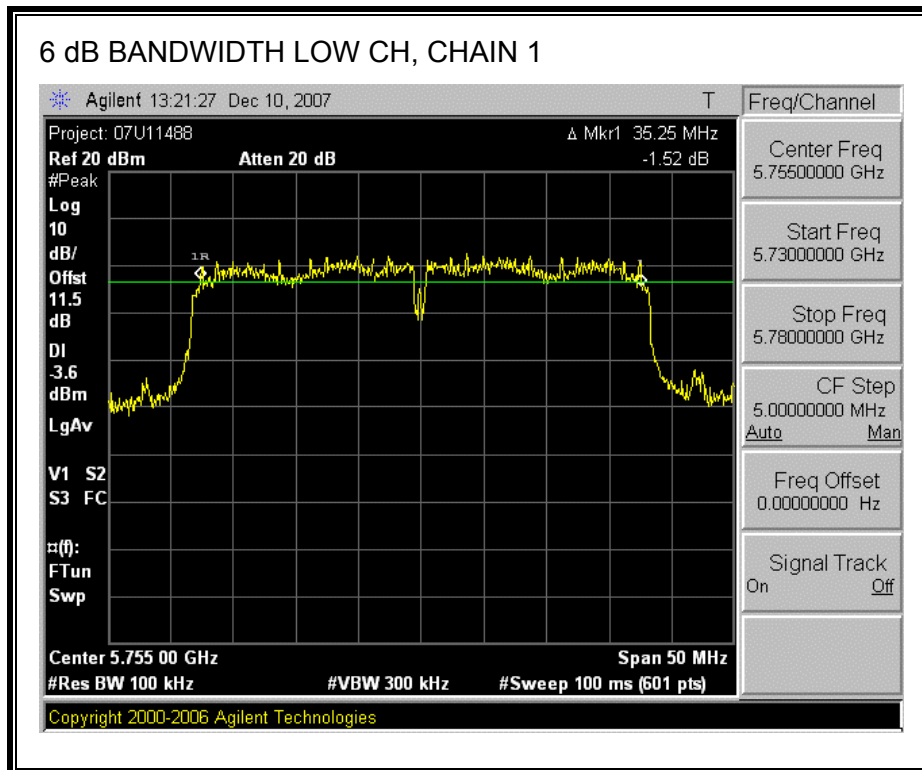 6 dB BANDWIDTH LOW CH, CHAIN 1
Agilent 13:21:27 Dec 10, 2007 T
Freq/Channel
Project: 07U11488 Δ Mkr1 35.25 MHz
Ref 20 dBm Atten 20 dB -1.52 dB
#Peak
Log
10
dB/
Offst
11.5
dB
DI
-3.6
dBm
LgAv
V1 S2
S3 FC
¤(f):
FTun
Swp
1R
1
Center 5.755 00 GHz Span 50 MHz
#Res BW 100 kHz #VBW 300 kHz #Sweep 100 ms (601 pts)
Center Freq
5.75500000 GHz
Start Freq
5.73000000 GHz
Stop Freq
5.78000000 GHz
CF Step
5.00000000 MHz
Auto Man
Freq Offset
0.00000000 Hz
Signal Track
On Off
Copyright 2000-2006 Agilent Technologies